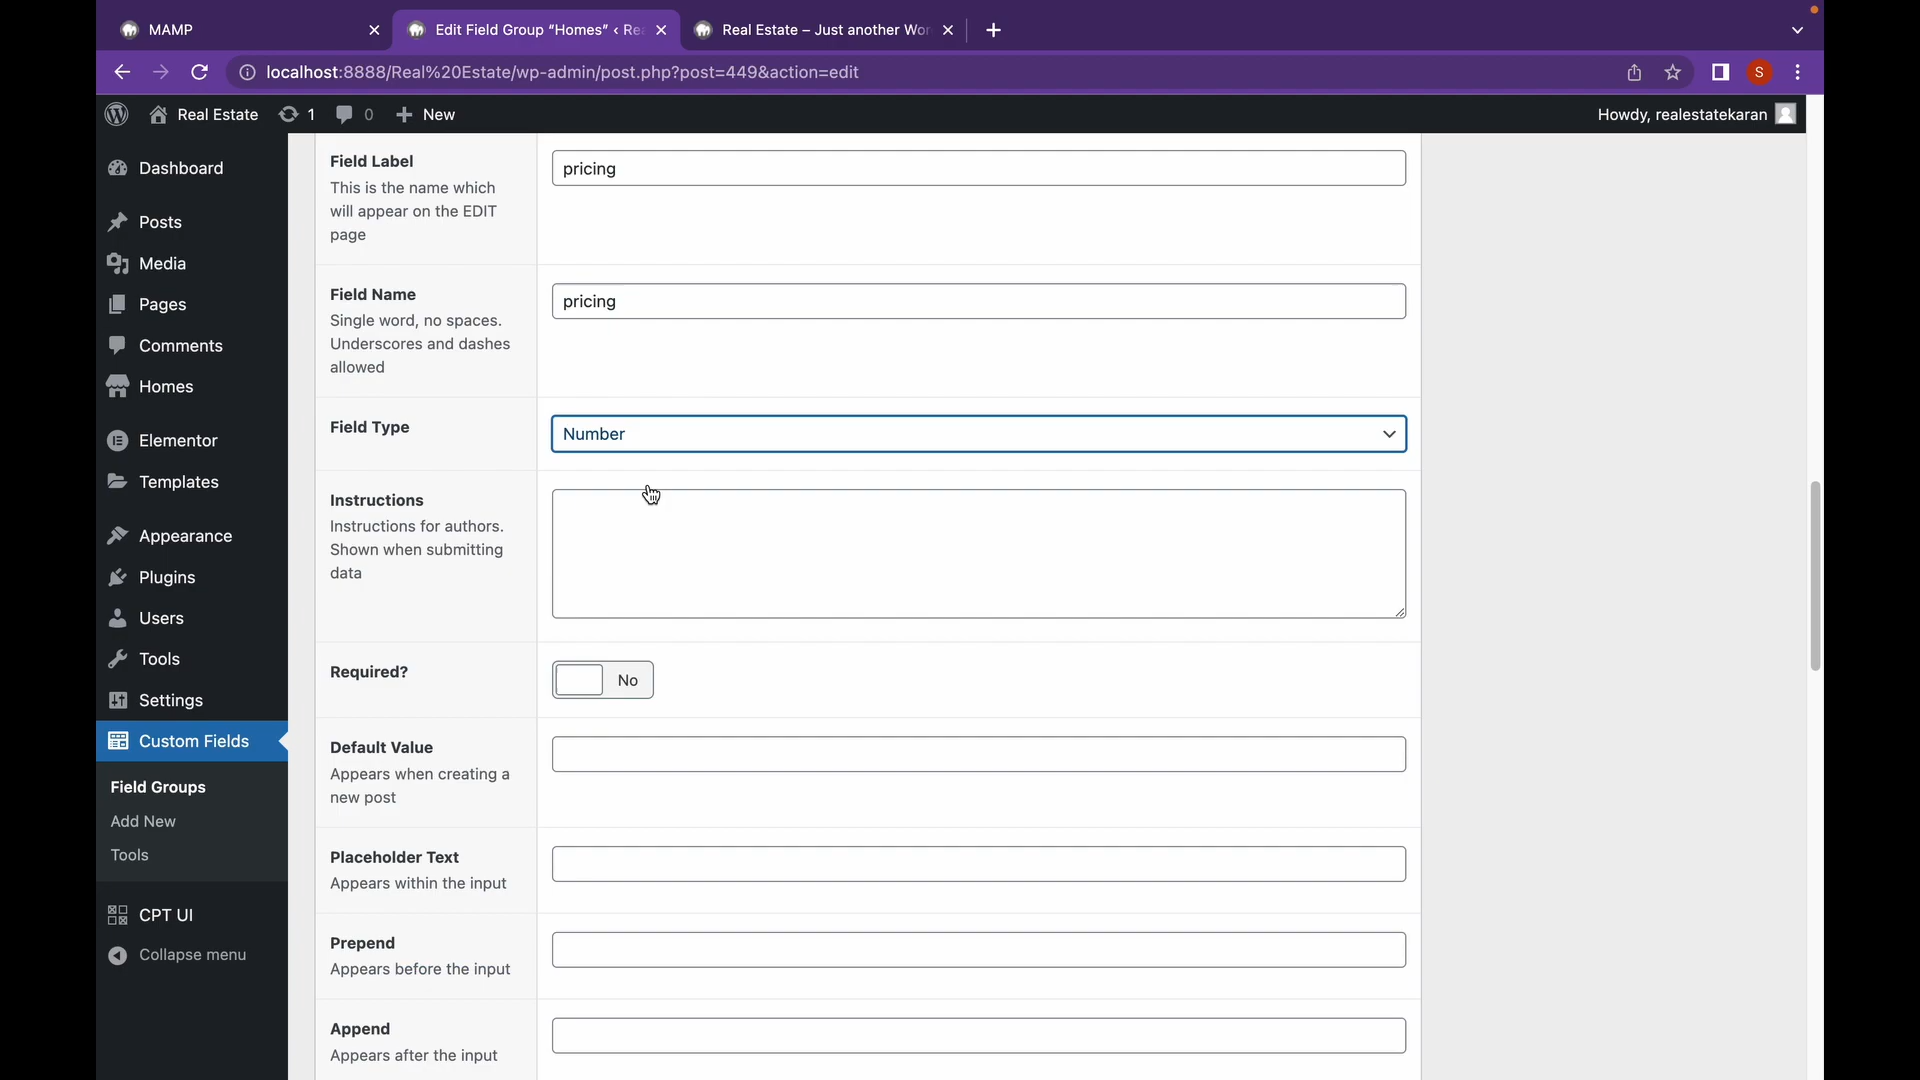 MAMP
Edit Field Group “Homes” ‹ Rea
Real Estate – Just another Wor
localhost:8888/Real%20Estate/wp-admin/post.php?post=449&action=edit
S
Real Estate
1
0
New
Howdy, realestatekaran
Dashboard
Posts
Media
Pages
Comments
Homes
Elementor
Templates
Appearance
Plugins
Users
Tools
Settings
Custom Fields
Field Groups
Add New
Tools
CPT UI
Collapse menu
Field Label
This is the name which
will appear on the EDIT
page
pricing
Field Name
Single word, no spaces.
Underscores and dashes
allowed
pricing
Field Type
Number
Instructions
Instructions for authors.
Shown when submitting
data
Required?
No
Default Value
Appears when creating a
new post
Placeholder Text
Appears within the input
Prepend
Appears before the input
Append
Appears after the input